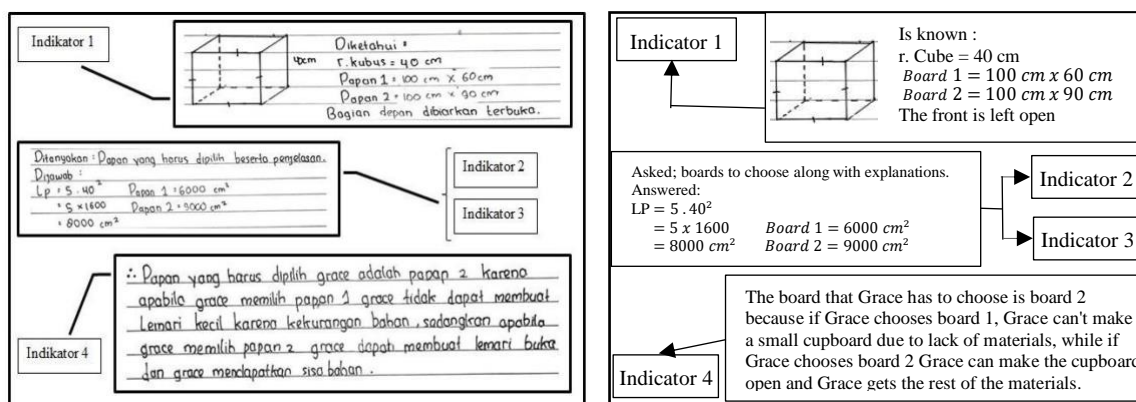 Indikator 1
40cm
Diketahui :
r. kubus = 40 cm
Papan 1 = 100 cm x 60cm
Papan 2 = 100 cm x 90 cm
Bagian depan dibiarkan terbuka.
Ditanyakan : Papan yang harus dipilih beserta penjelasan.
Dijawab :
Lp = 5 . 40² Papan 1 = 6000 cm²
= 5 x 1600 Papan 2 = 9000 cm²
= 8000 cm²
Indikator 2
Indikator 3
∴ Papan yang harus dipilih grace adalah papan 2 karena
apabila grace memilih papan 1 grace tidak dapat membuat
Lemari kecil karena kekurangan bahan, sedangkan apabila
grace memilih papan 2 grace dapat membuat lemari buka
dan grace mendapatkan sisa bahan.
Indikator 4
Indicator 1
Is known :
r. Cube = 40 cm
Board 1 = 100 cm x 60 cm
Board 2 = 100 cm x 90 cm
The front is left open
Asked; boards to choose along with explanations.
Answered:
LP = 5 . 40²
= 5 x 1600 Board 1 = 6000 cm²
= 8000 cm² Board 2 = 9000 cm²
Indicator 2
Indicator 3
The board that Grace has to choose is board 2
because if Grace chooses board 1, Grace can't make
a small cupboard due to lack of materials, while if
Grace chooses board 2 Grace can make the cupboard
open and Grace gets the rest of the materials.
Indicator 4